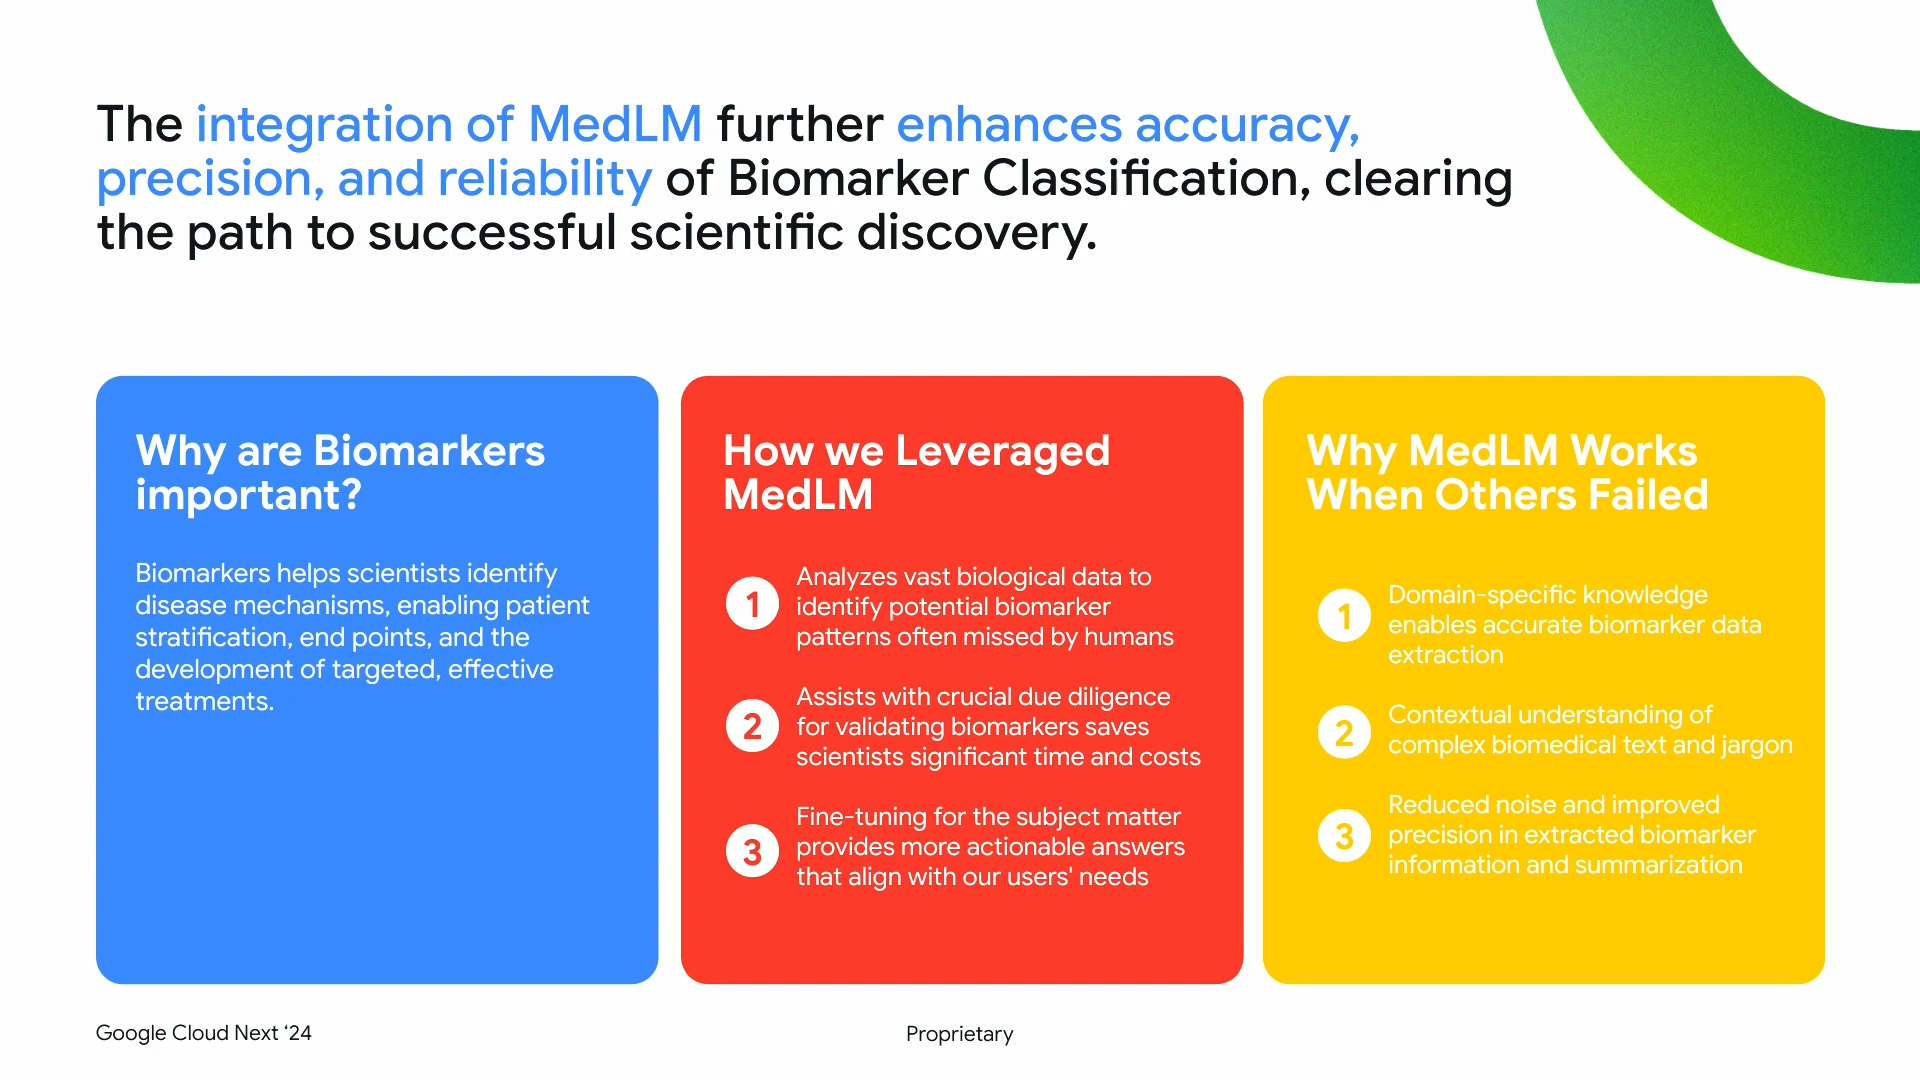 The integration of MedLM further enhances accuracy,
precision, and reliability of Biomarker Classification, clearing
the path to successful scientific discovery.
Why are Biomarkers
important?
Biomarkers helps scientists identify
disease mechanisms, enabling patient
stratification, end points, and the
development of targeted, effective
treatments.
How we Leveraged
MedLM
1
Analyzes vast biological data to
identify potential biomarker
patterns often missed by humans
2
Assists with crucial due diligence
for validating biomarkers saves
scientists significant time and costs
3
Fine-tuning for the subject matter
provides more actionable answers
that align with our users' needs
Why MedLM Works
When Others Failed
1
Domain-specific knowledge
enables accurate biomarker data
extraction
2
Contextual understanding of
complex biomedical text and jargon
3
Reduced noise and improved
precision in extracted biomarker
information and summarization
Google Cloud Next ‘24
Proprietary